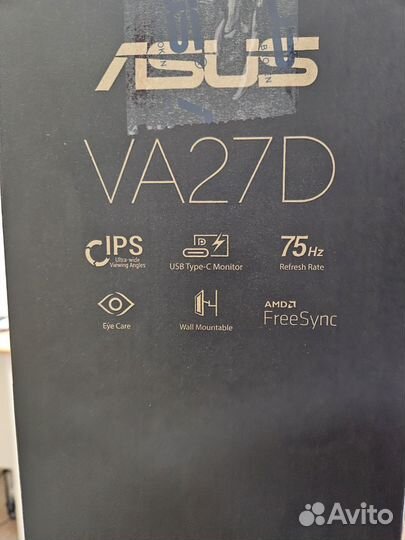 ASUS
VA27D
IPS
Ultra-wide
Viewing Angles
USB Type-C Monitor
75Hz
Refresh Rate
Eye Care
Wall Mountable
AMD
FreeSync
Avito